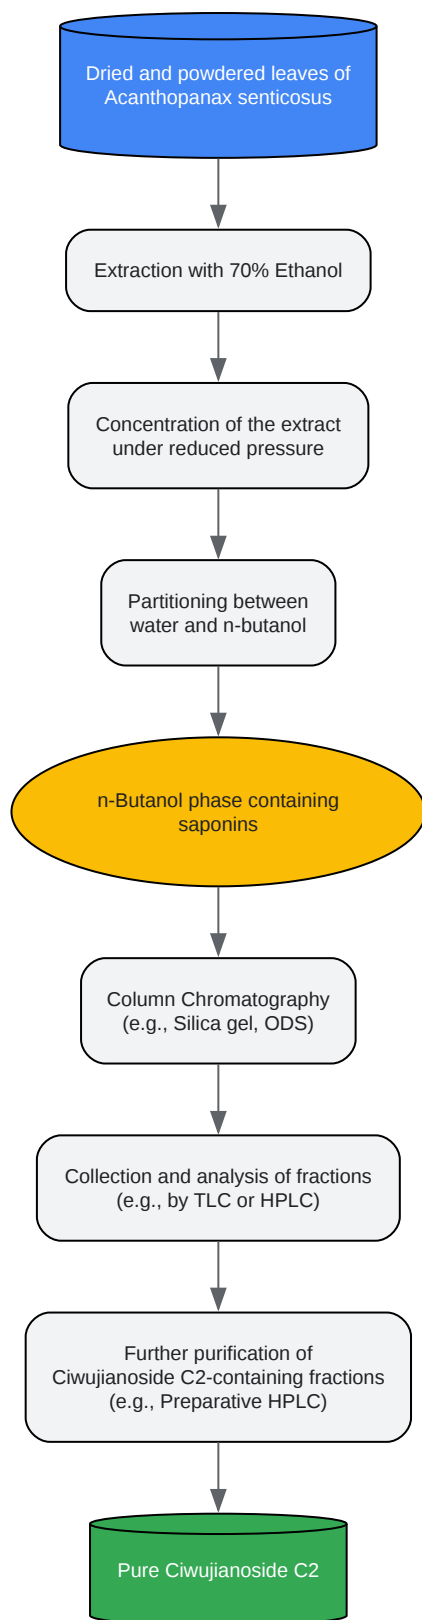 Dried and powdered leaves of
Acanthopanax senticosus
Extraction with 70% Ethanol
Concentration of the extract
under reduced pressure
Partitioning between
water and n-butanol
n-Butanol phase containing
saponins
Column Chromatography
(e.g., Silica gel, ODS)
Collection and analysis of fractions
(e.g., by TLC or HPLC)
Further purification of
Ciwujianoside C2-containing fractions
(e.g., Preparative HPLC)
Pure Ciwujianoside C2